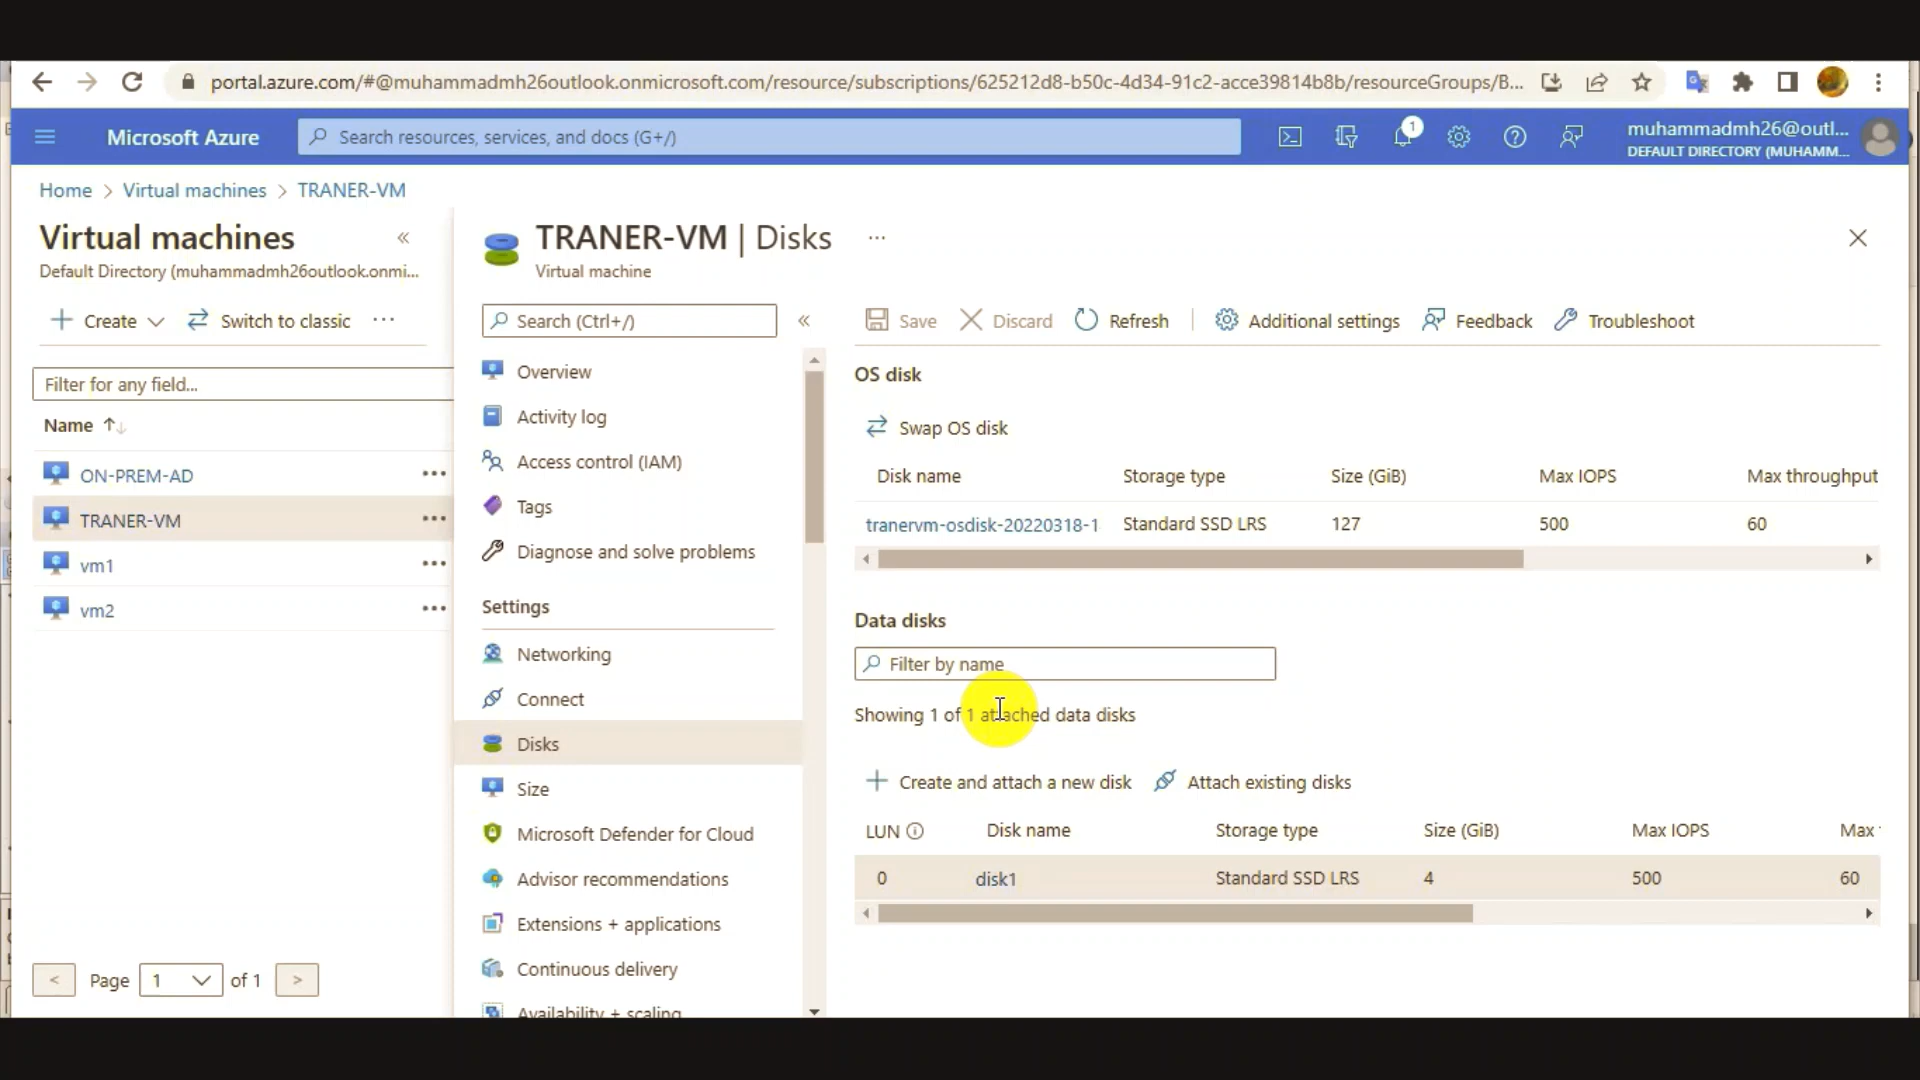 portal.azure.com/#@muhammadmh26outlook.onmicrosoft.com/resource/subscriptions/625212d8-b50c-4d34-91c2-acce39814b8b/resourceGroups/B...
Microsoft Azure
Search resources, services, and docs (G+/)
1
muhammadmh26@outl...
DEFAULT DIRECTORY (MUHAMM...
Home > Virtual machines > TRANER-VM
Virtual machines
Default Directory (muhammadmh26outlook.onmi...
Create
Switch to classic
Filter for any field...
Name
ON-PREM-AD
TRANER-VM
vm1
vm2
< Page 1 of 1 >
TRANER-VM | Disks
Virtual machine
Search (Ctrl+/)
Overview
Activity log
Access control (IAM)
Tags
Diagnose and solve problems
Settings
Networking
Connect
Disks
Size
Microsoft Defender for Cloud
Advisor recommendations
Extensions + applications
Continuous delivery
Availability + scaling
Save Discard Refresh Additional settings Feedback Troubleshoot
OS disk
Swap OS disk
Disk name Storage type Size (GiB) Max IOPS Max throughput
tranervm-osdisk-20220318-1 Standard SSD LRS 127 500 60
Data disks
Filter by name
Showing 1 of 1 attached data disks
Create and attach a new disk Attach existing disks
LUN Disk name Storage type Size (GiB) Max IOPS Max
0 disk1 Standard SSD LRS 4 500 60